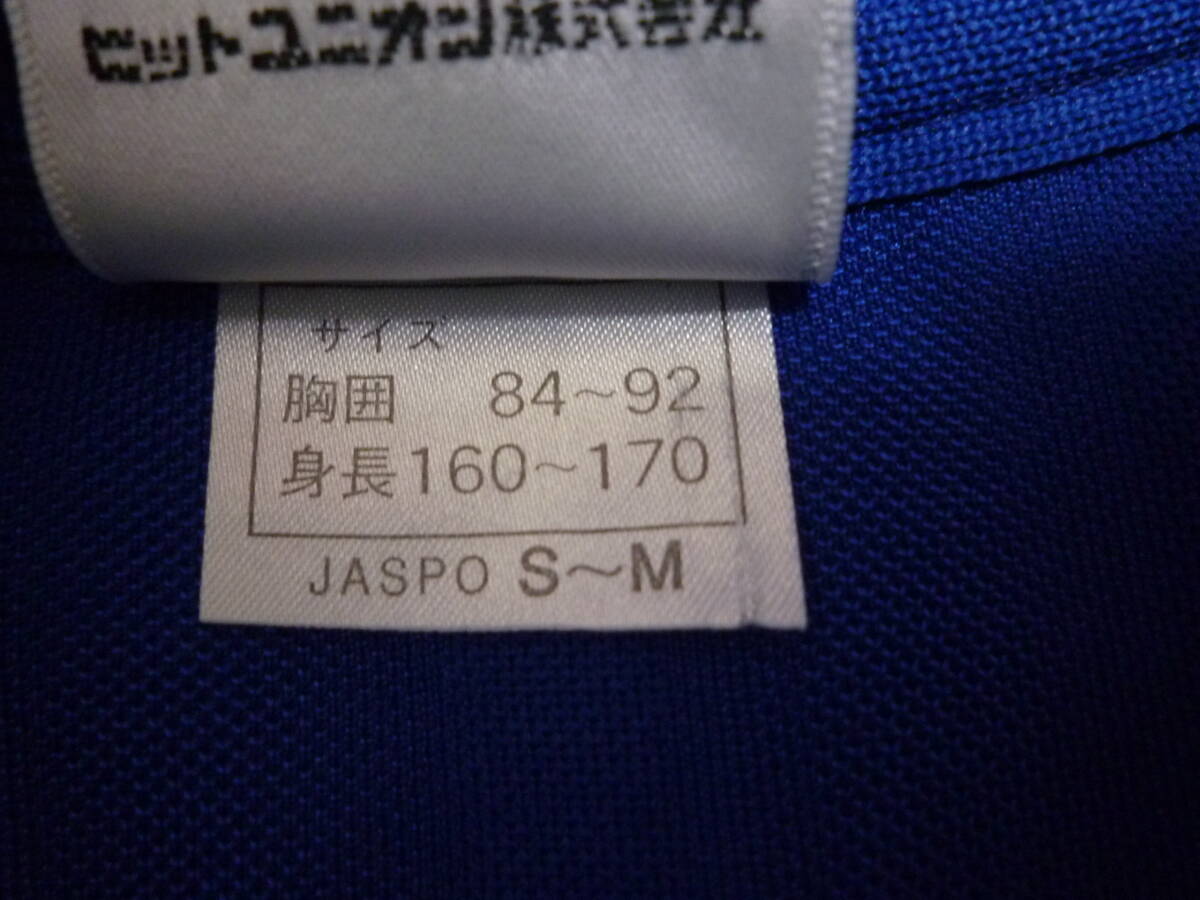 ヒットユニオン株式会社
サイズ
胸囲 84~92
身長160~170
JASPO S~M